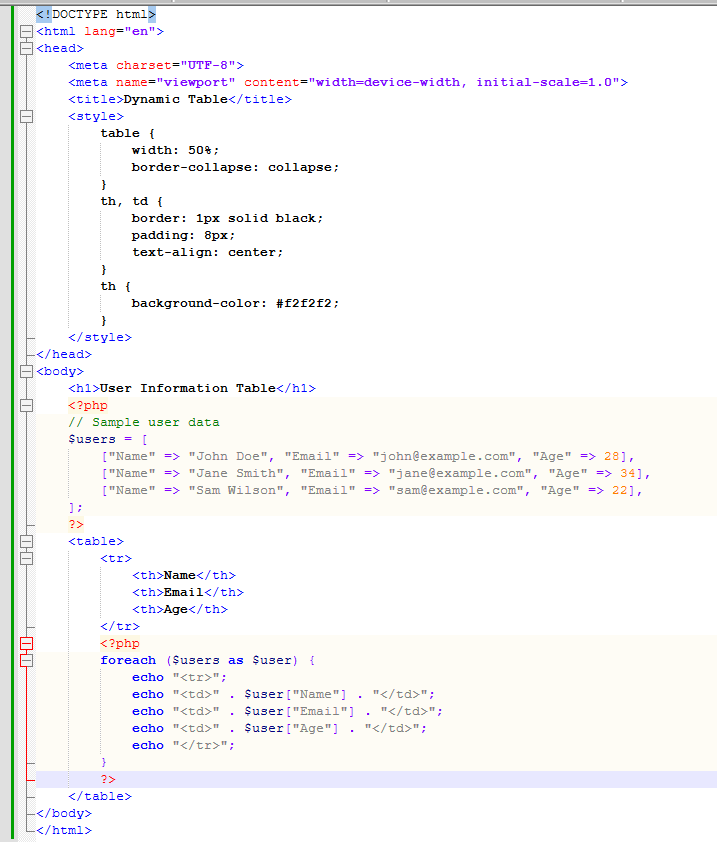 <!DOCTYPE html>
<html lang="en">
<head>
    <meta charset="UTF-8">
    <meta name="viewport" content="width=device-width, initial-scale=1.0">
    <title>Dynamic Table</title>
    <style>
        table {
            width: 50%;
            border-collapse: collapse;
        }
        th, td {
            border: 1px solid black;
            padding: 8px;
            text-align: center;
        }
        th {
            background-color: #f2f2f2;
        }
    </style>
</head>
<body>
    <h1>User Information Table</h1>
    <?php
    // Sample user data
    $users = [
        ["Name" => "John Doe", "Email" => "john@example.com", "Age" => 28],
        ["Name" => "Jane Smith", "Email" => "jane@example.com", "Age" => 34],
        ["Name" => "Sam Wilson", "Email" => "sam@example.com", "Age" => 22],
    ];
    ?>
    <table>
        <tr>
            <th>Name</th>
            <th>Email</th>
            <th>Age</th>
        </tr>
        <?php
        foreach ($users as $user) {
            echo "<tr>";
            echo "<td>" . $user["Name"] . "</td>";
            echo "<td>" . $user["Email"] . "</td>";
            echo "<td>" . $user["Age"] . "</td>";
            echo "</tr>";
        }
        ?>
    </table>
</body>
</html>